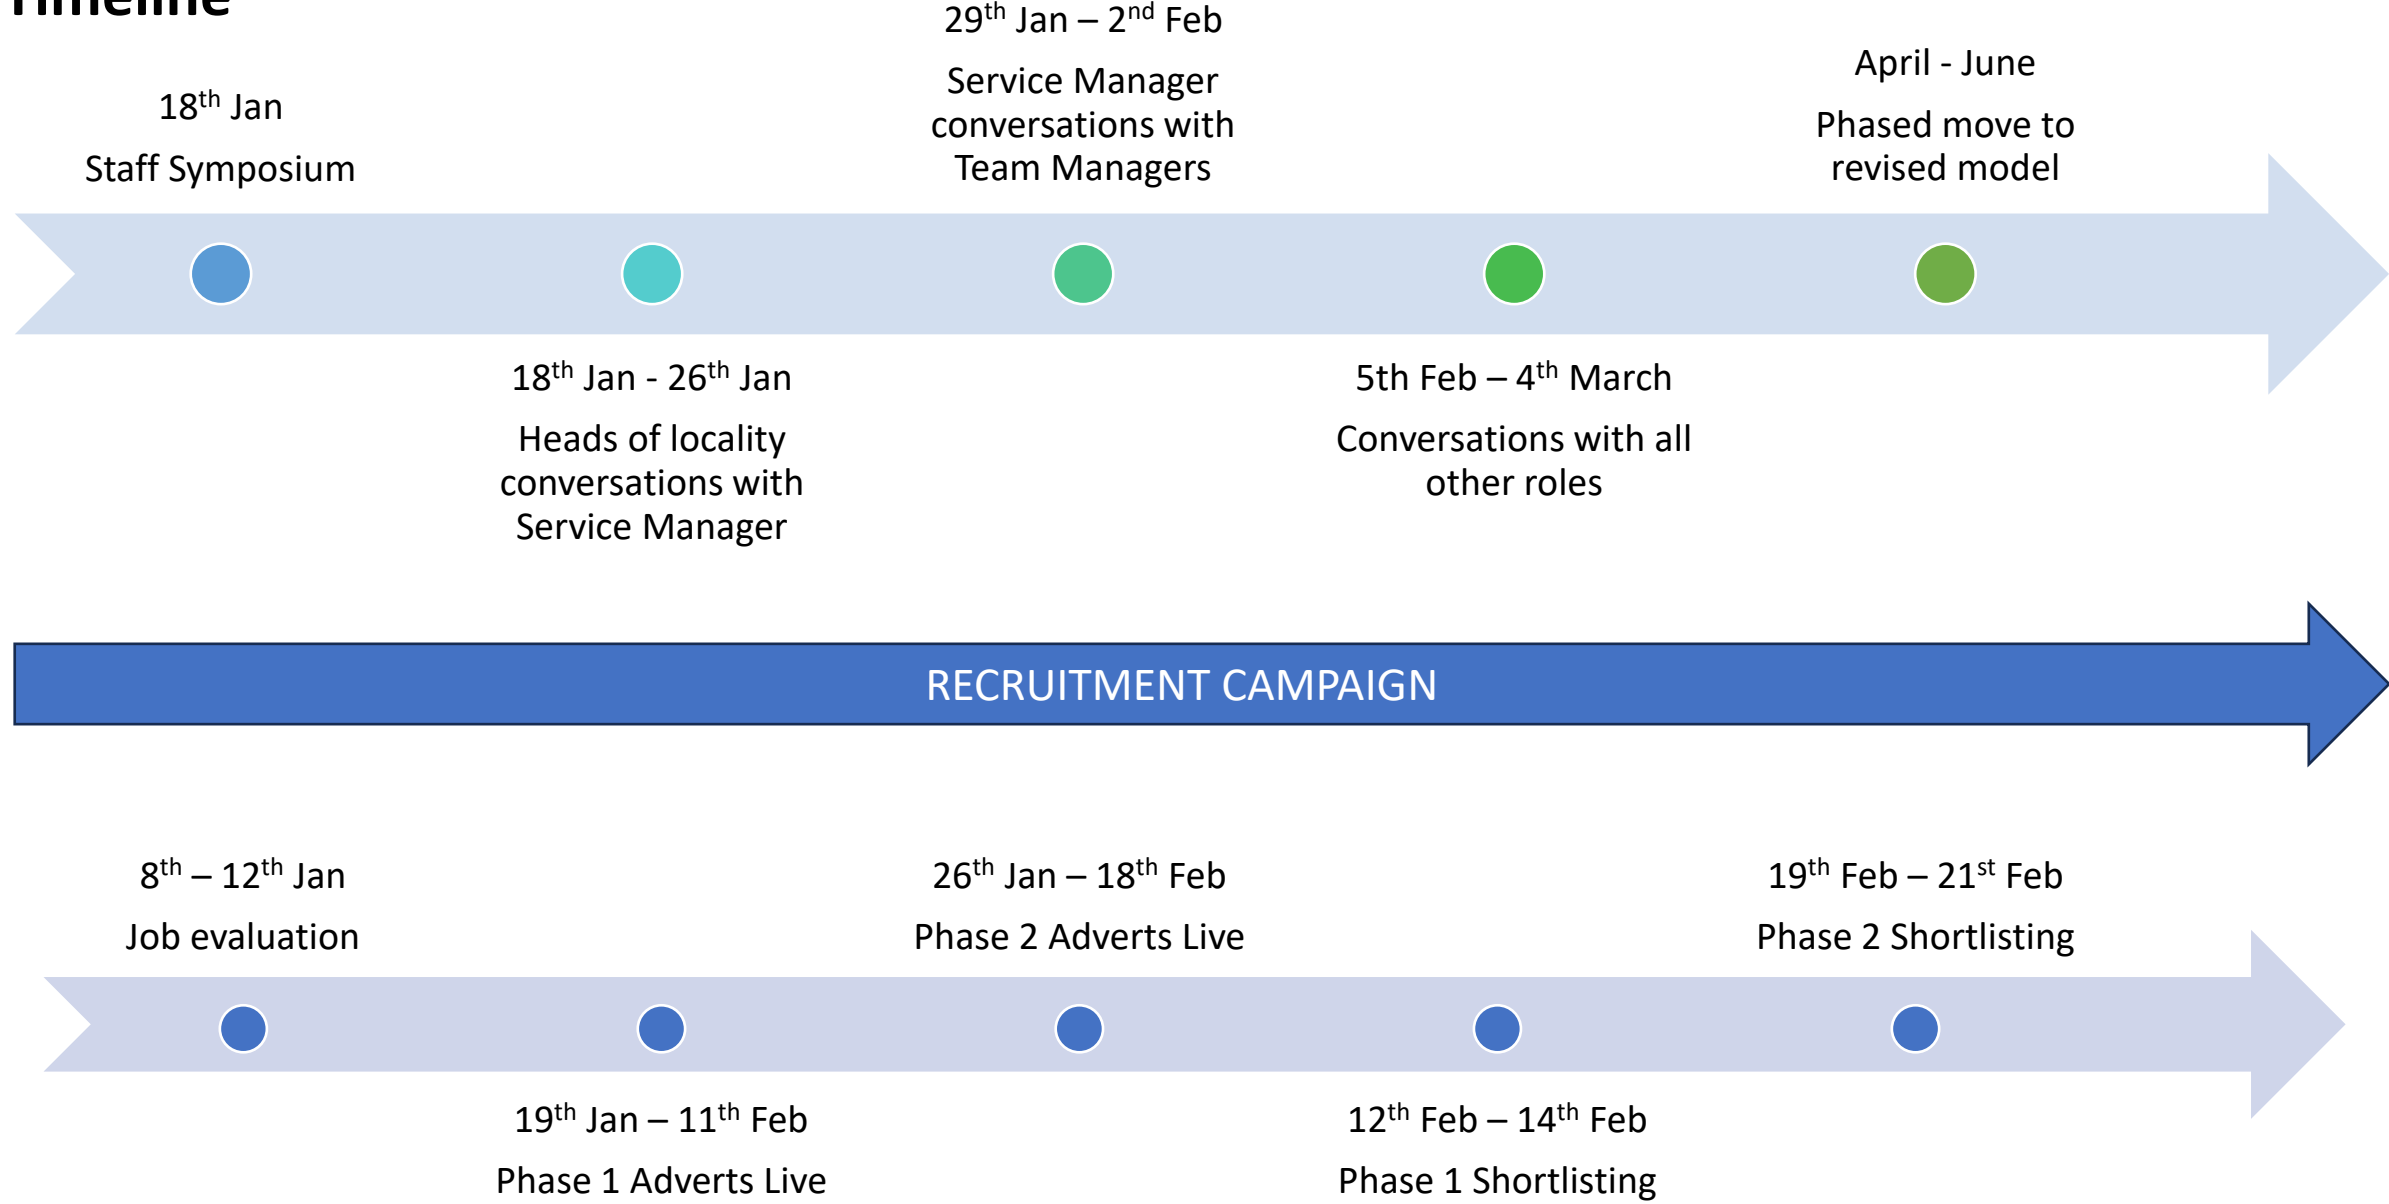 Timeline
18th Jan
Staff Symposium
29th Jan – 2nd Feb
Service Manager
conversations with
Team Managers
April - June
Phased move to
revised model
18th Jan - 26th Jan
Heads of locality
conversations with
Service Manager
5th Feb – 4th March
Conversations with all
other roles
RECRUITMENT CAMPAIGN
8th – 12th Jan
Job evaluation
26th Jan – 18th Feb
Phase 2 Adverts Live
19th Feb – 21st Feb
Phase 2 Shortlisting
19th Jan – 11th Feb
Phase 1 Adverts Live
12th Feb – 14th Feb
Phase 1 Shortlisting